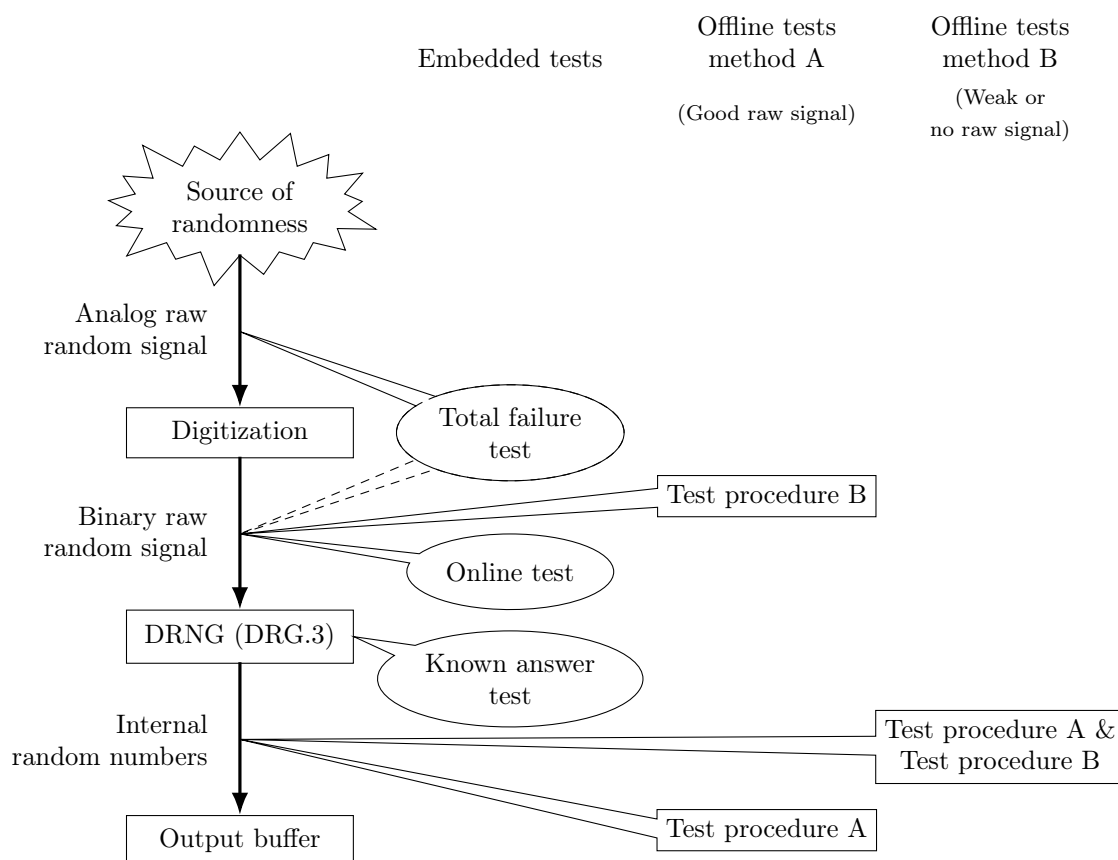 Embedded tests
Offline tests
method A
(Good raw signal)
Offline tests
method B
(Weak or
no raw signal)
Source of
randomness
Analog raw
random signal
Digitization
Total failure
test
Test procedure B
Binary raw
random signal
Online test
DRNG (DRG.3)
Known answer
test
Internal
random numbers
Test procedure A &
Test procedure B
Output buffer
Test procedure A